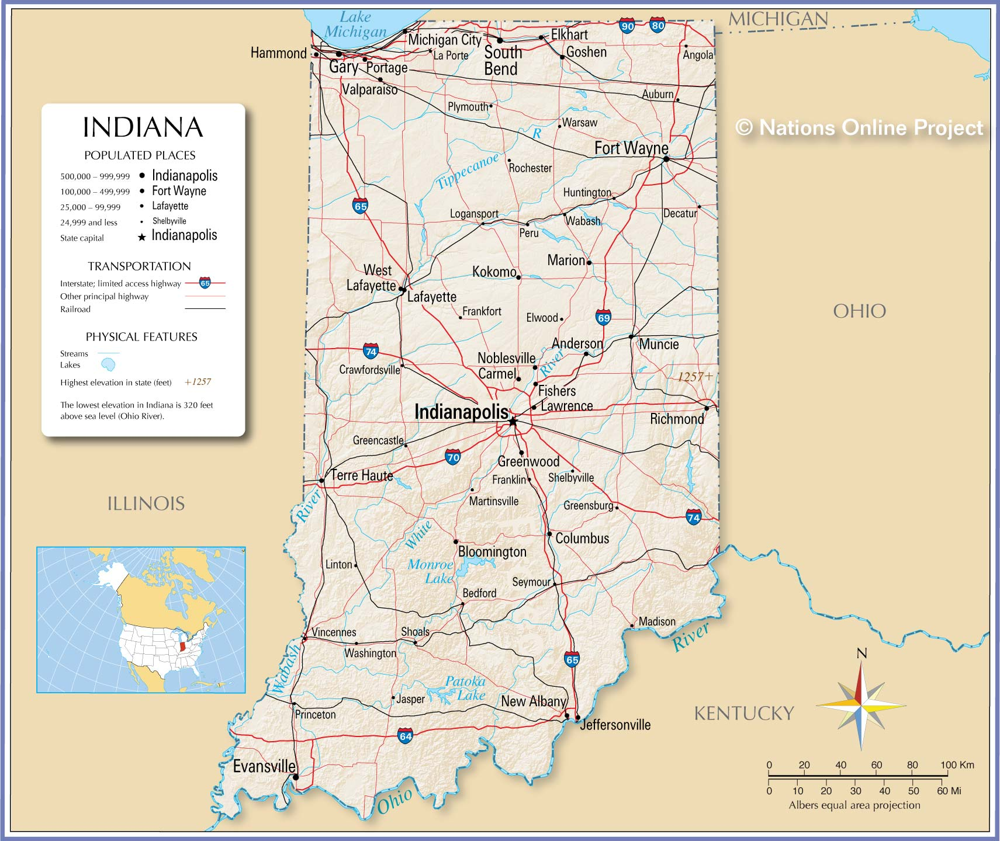 INDIANA
POPULATED PLACES
500,000 – 999,999 Indianapolis
100,000 – 499,999 Fort Wayne
25,000 – 99,999 Lafayette
24,999 and less Shelbyville
State capital Indianapolis
TRANSPORTATION
Interstate; limited access highway 65
Other principal highway
Railroad
PHYSICAL FEATURES
Streams
Lakes
Highest elevation in state (feet) +1257
The lowest elevation in Indiana is 320 feet
above sea level (Ohio River).
Lake
Michigan
MICHIGAN
90
80
Hammond
Michigan City
Elkhart
La Porte
South
Bend
Goshen
Angola
Gary
Portage
Valparaiso
Auburn
Plymouth
Warsaw
© Nations Online Project
R
Fort Wayne
Tippecanoe
Rochester
Huntington
65
Logansport
Wabash
Decatur
Peru
Marion
West
Lafayette
Kokomo
Lafayette
Frankfort
Elwood
69
OHIO
Anderson
Muncie
74
Noblesville
River
Crawfordsville
Carmel
1257+
Fishers
Lawrence
Indianapolis
Richmond
Greencastle
70
Greenwood
Terre Haute
Franklin
Shelbyville
Martinsville
Greensburg
ILLINOIS
River
74
White
Columbus
Bloomington
Linton
Monroe
Lake
Seymour
Bedford
Madison
Vincennes
Shoals
River
Washington
65
Wabash
Patoka
Lake
Jasper
New Albany
Princeton
Jeffersonville
KENTUCKY
64
Evansville
Ohio
N
0 20 40 60 80 100 Km
0 10 20 30 40 50 60 Mi
Albers equal area projection